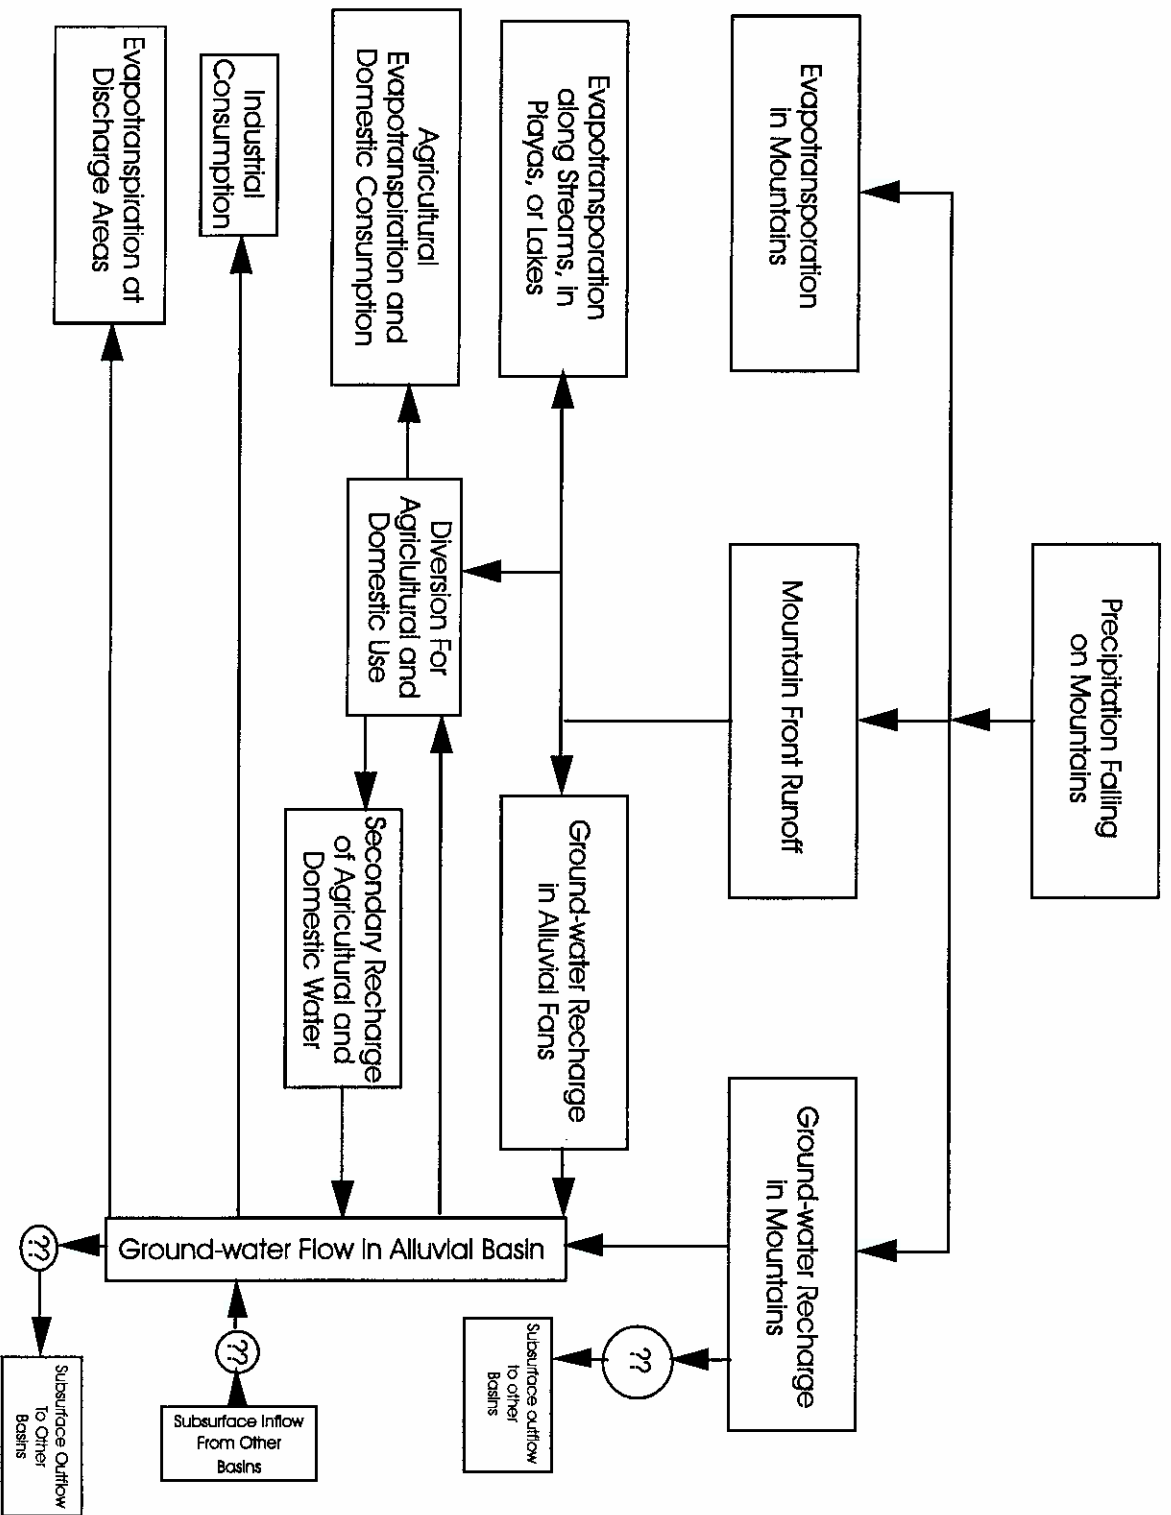 Precipitation Falling
on Mountains
Evapotransporation
in Mountains
Mountain Front Runoff
Ground-water Recharge
in Mountains
Evapotransporation
along Streams, in
Playas, or Lakes
Ground-water Recharge
in Alluvial Fans
??
Subsurface outflow
to other
Basins
Agricultural
Evapotranspiration and
Domestic Consumption
Diversion For
Agriclultural and
Domestic Use
Secondary Recharge
of Agricultural and
Domestic Water
Ground-water Flow in Alluvial Basin
Industrial
Consumption
??
Subsurface Inflow
From Other
Basins
Evapotranspiration at
Discharge Areas
??
Subsurface Outflow
To Other
Basins